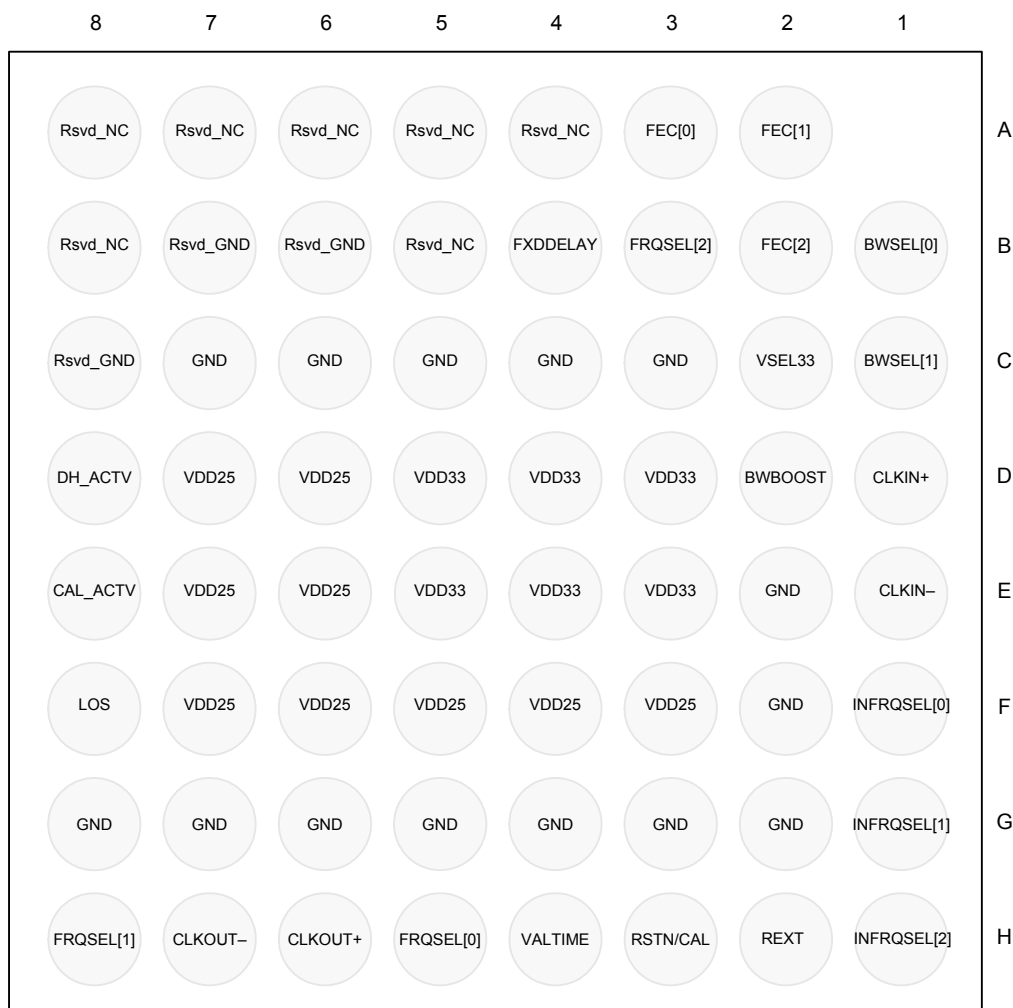 8 7 6 5 4 3 2 1
Rsvd_NC Rsvd_NC Rsvd_NC Rsvd_NC Rsvd_NC FEC[0] FEC[1] A
Rsvd_NC Rsvd_GND Rsvd_GND Rsvd_NC FXDDELAY FRQSEL[2] FEC[2] BWSEL[0] B
Rsvd_GND GND GND GND GND GND VSEL33 BWSEL[1] C
DH_ACTV VDD25 VDD25 VDD33 VDD33 VDD33 BWBOOST CLKIN+ D
CAL_ACTV VDD25 VDD25 VDD33 VDD33 VDD33 GND CLKIN– E
LOS VDD25 VDD25 VDD25 VDD25 VDD25 GND INFRQSEL[0] F
GND GND GND GND GND GND GND INFRQSEL[1] G
FRQSEL[1] CLKOUT– CLKOUT+ FRQSEL[0] VALTIME RSTN/CAL REXT INFRQSEL[2] H